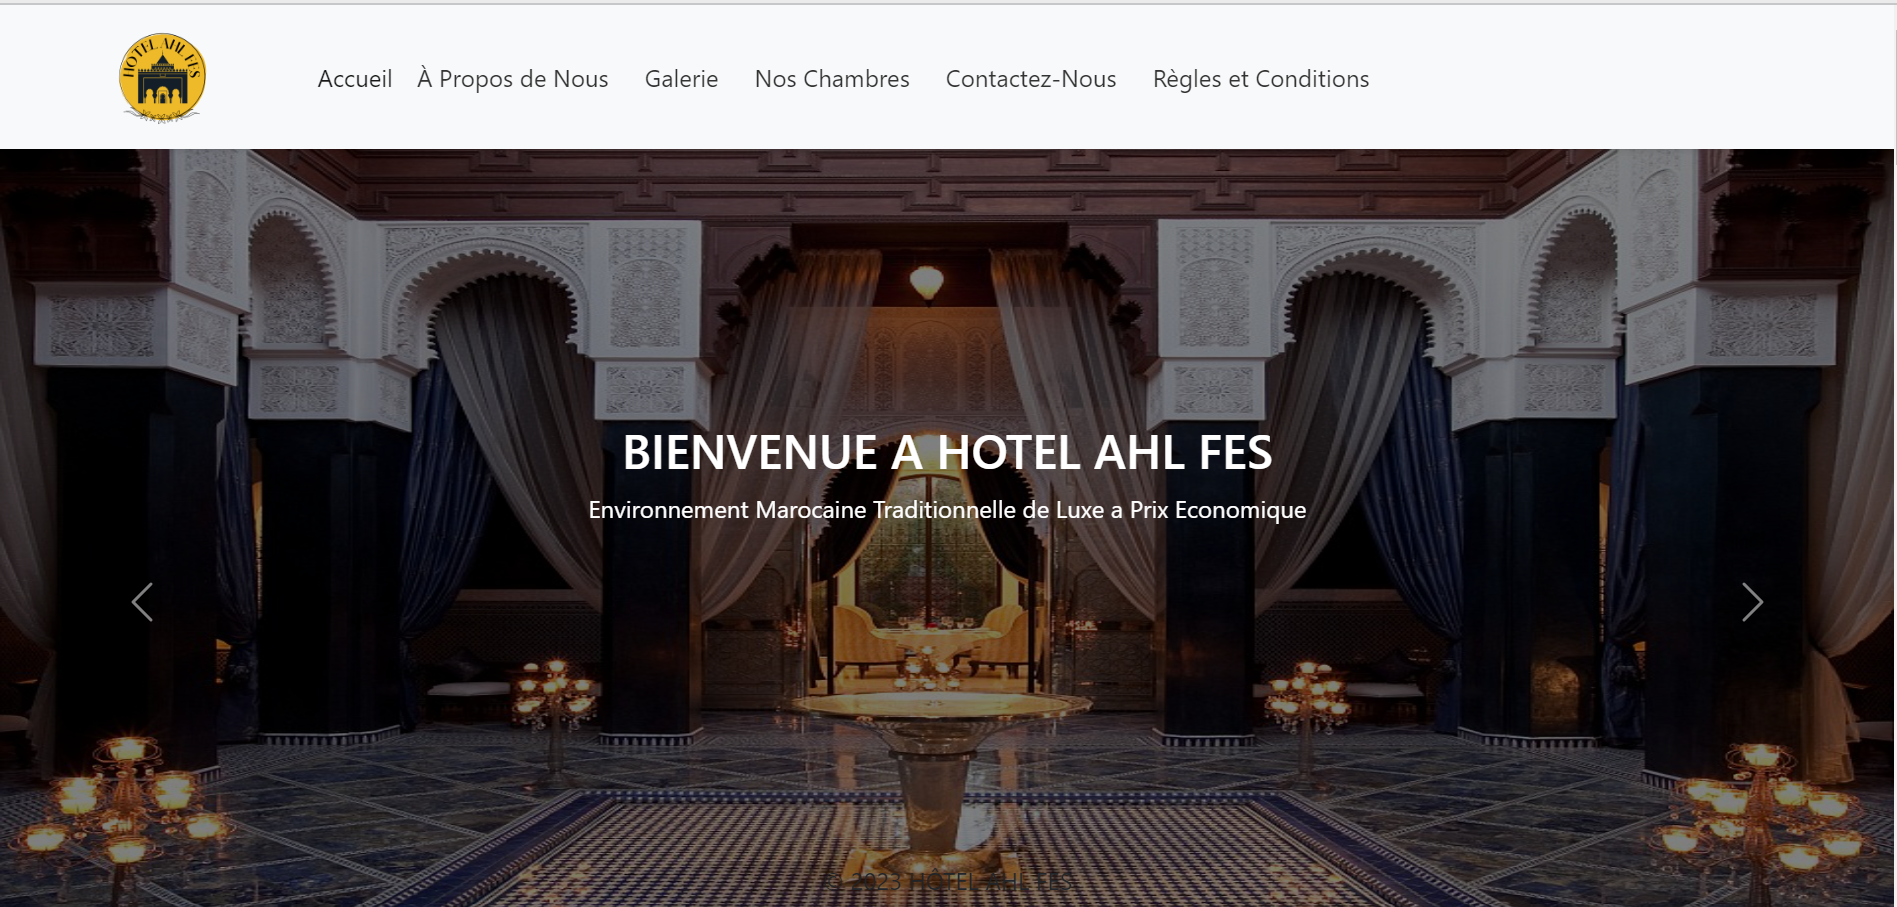 HOTEL AHL FES
Accueil À Propos de Nous Galerie Nos Chambres Contactez-Nous Règles et Conditions
BIENVENUE A HOTEL AHL FES
Environnement Marocaine Traditionnelle de Luxe a Prix Economique
© 2023 HÔTEL AHL FES